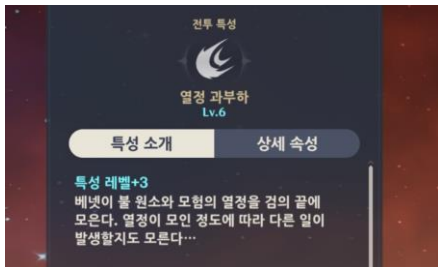 전투 특성
열정 과부하
Lv.6
특성 소개
상세 속성
특성 레벨+3
베넷이 불 원소와 모험의 열정을 검의 끝에
모은다. 열정이 모인 정도에 따라 다른 일이
발생할지도 모른다…